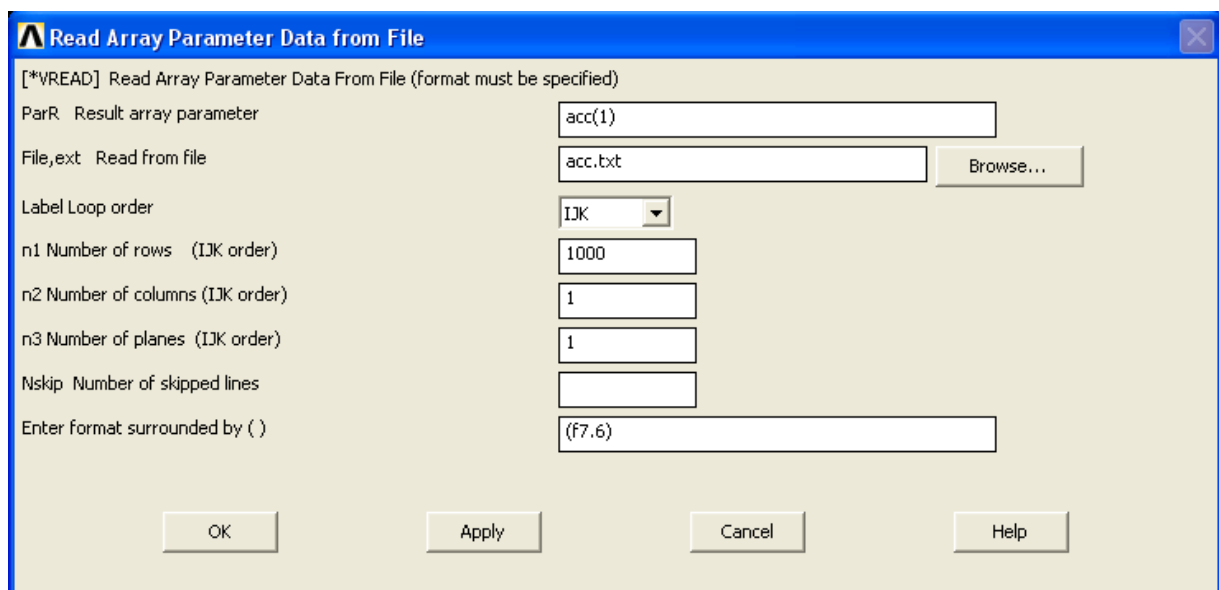 Read Array Parameter Data from File
[*VREAD] Read Array Parameter Data From File (format must be specified)
ParR Result array parameter acc(1)
File,ext Read from file acc.txt Browse...
Label Loop order IJK
n1 Number of rows (IJK order) 1000
n2 Number of columns (IJK order) 1
n3 Number of planes (IJK order) 1
Nskip Number of skipped lines
Enter format surrounded by ( ) (f7.6)
OK Apply Cancel Help